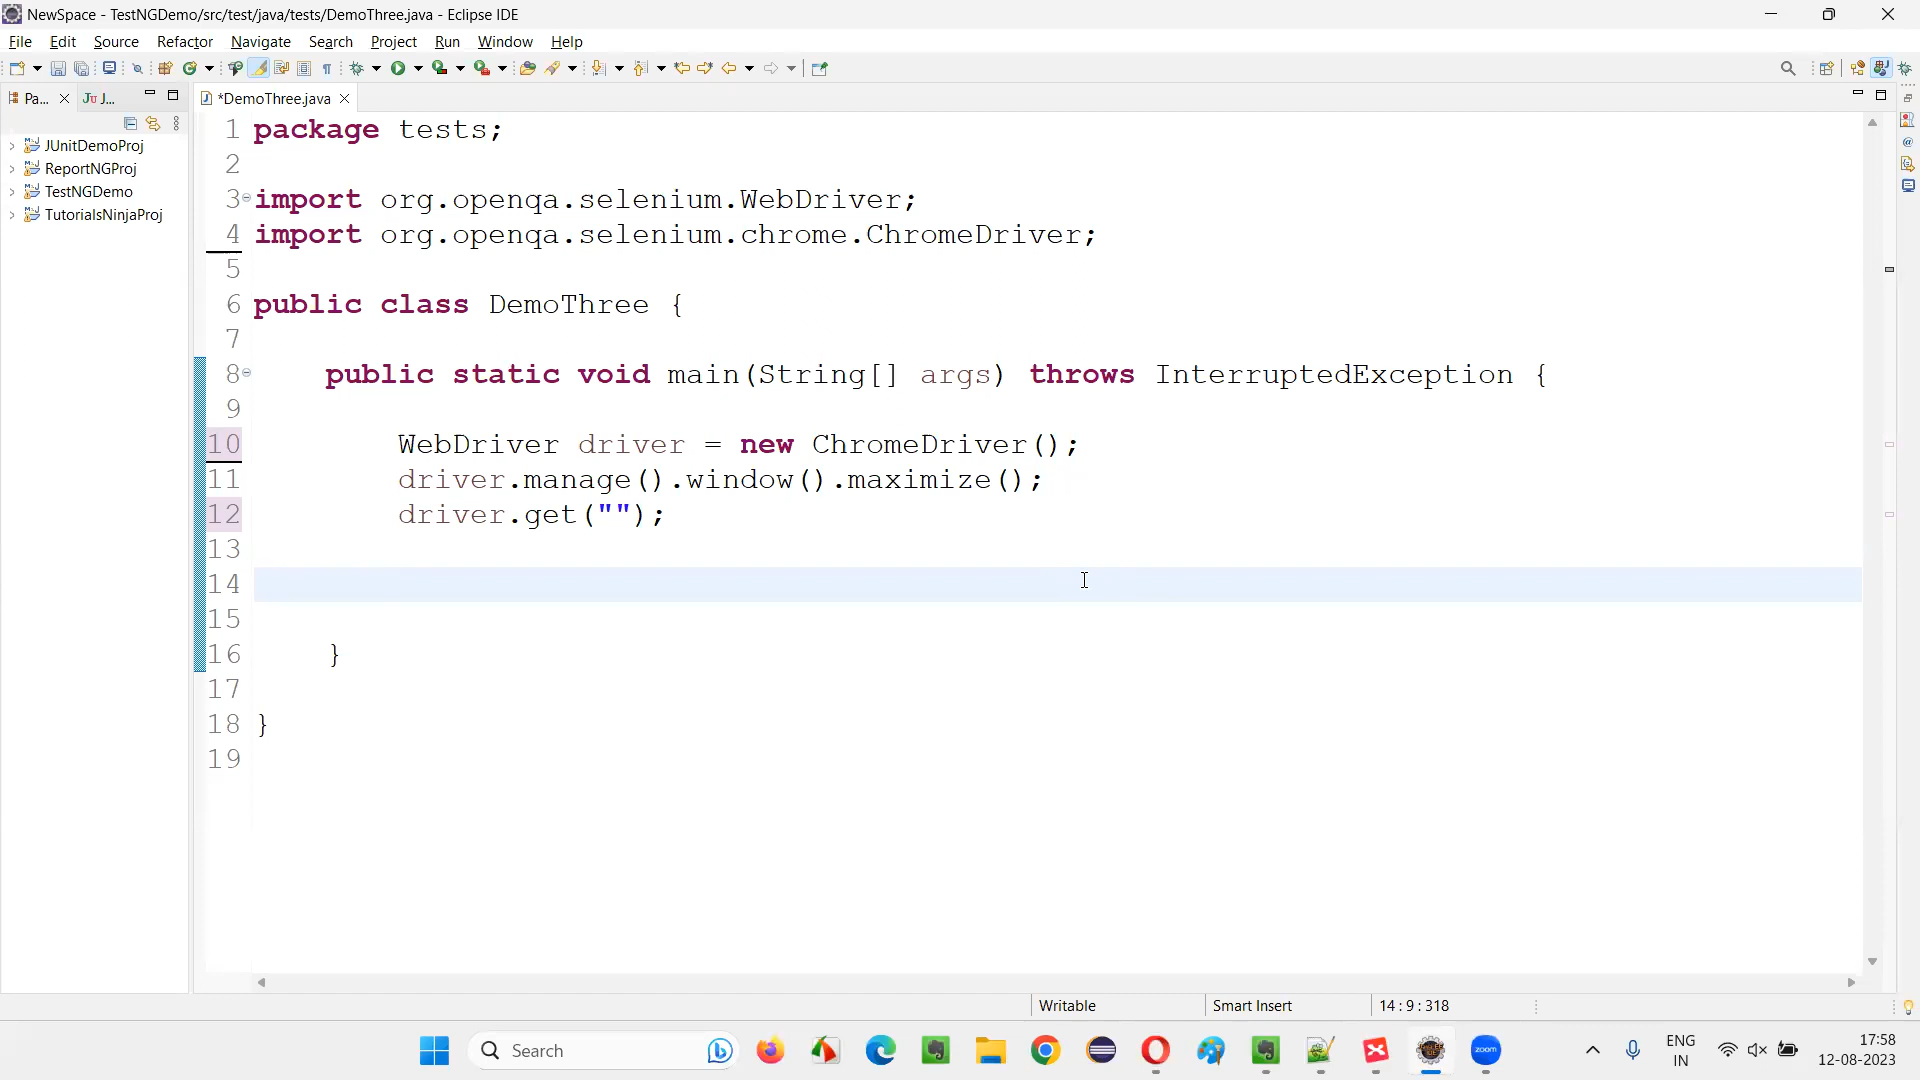 NewSpace - TestNGDemo/src/test/java/tests/DemoThree.java - Eclipse IDE
File Edit Source Refactor Navigate Search Project Run Window Help
Pa... JU J... *DemoThree.java
JUnitDemoProj
ReportNGProj
TestNGDemo
TutorialsNinjaProj
1 package tests;
2
3 import org.openqa.selenium.WebDriver;
4 import org.openqa.selenium.chrome.ChromeDriver;
5
6 public class DemoThree {
7
8 public static void main(String[] args) throws InterruptedException {
9
10 WebDriver driver = new ChromeDriver();
11 driver.manage().window().maximize();
12 driver.get("");
13
14
15
16 }
17
18 }
19
Writable Smart Insert 14 : 9 : 318
Search zoom ENG 17:58
IN 12-08-2023